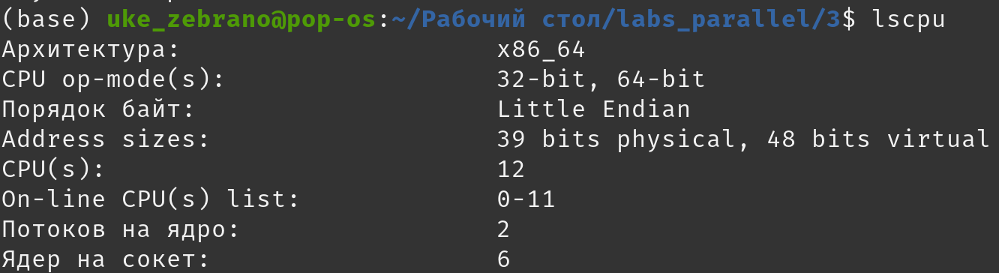 (base) uke_zebrano@pop-os:~/Рабочий стол/labs_parallel/3$ lscpu
Архитектура: x86_64
CPU op-mode(s): 32-bit, 64-bit
Порядок байт: Little Endian
Address sizes: 39 bits physical, 48 bits virtual
CPU(s): 12
On-line CPU(s) list: 0-11
Потоков на ядро: 2
Ядер на сокет: 6